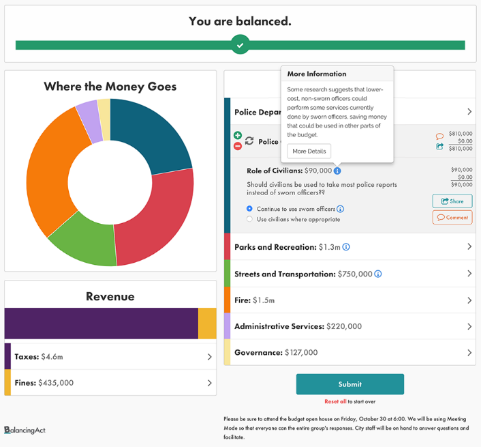 You are balanced.
Where the Money Goes
More Information
Some research suggests that lower-
cost, non-sworn officers could
perform some services currently
done by sworn officers, saving money
that could be used in other parts of
the budget.
More Details
Police Depar
Police
$810,000
$0.00
$810,000
Role of Civilians: $90,000
$90,000
$0.00
$90,000
Should civilians be used to take most police reports
instead of sworn officers??
Continue to use sworn officers
Use civilians where appropriate
Share
Comment
Parks and Recreation: $1.3m
Streets and Transportation: $750,000
Fire: $1.5m
Administrative Services: $220,000
Governance: $127,000
Revenue
Taxes: $4.6m
Fines: $435,000
Submit
Reset all to start over
Please be sure to attend the budget open house on Friday, October 30 at 6:00. We will be using Meeting
Mode so that everyone can see the entire group's responses. City staff will be on hand to answer questions and
facilitate.
BalancingAct